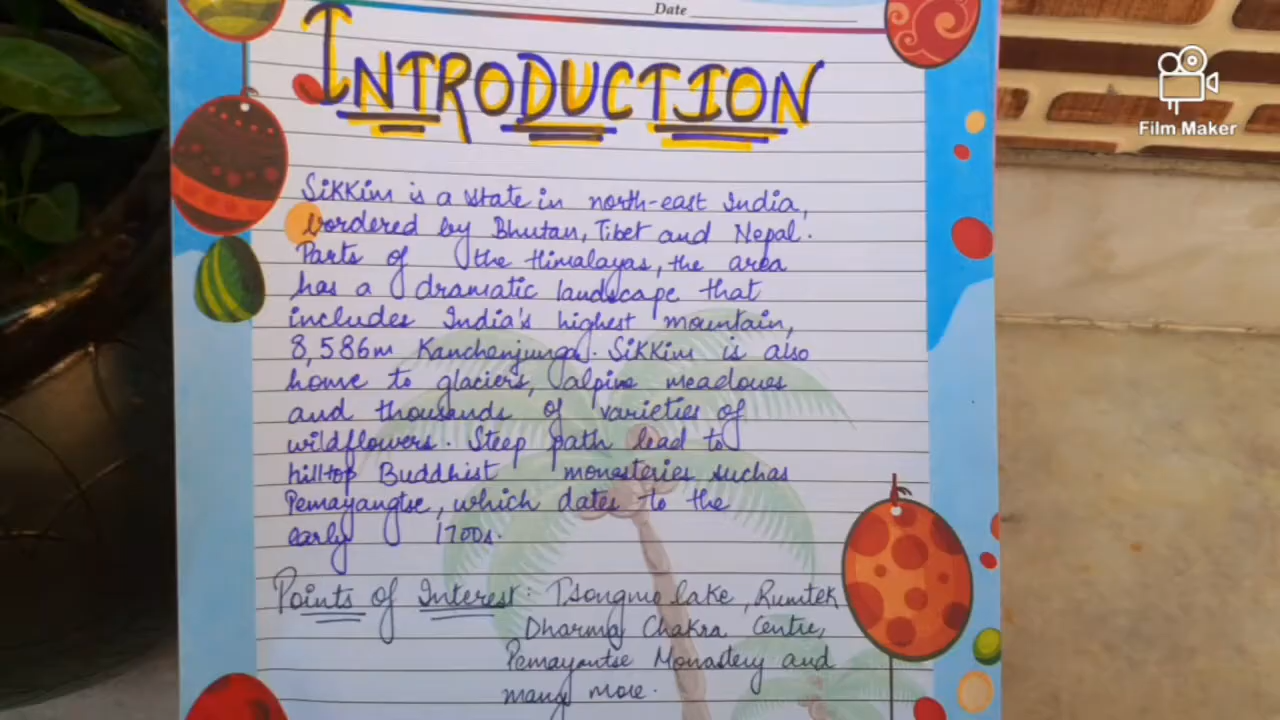 Date
INTRODUCTION
Film Maker
Sikkim is a state in north-east India,
bordered by Bhutan, Tibet and Nepal.
Parts of the Himalayas, the area
has a dramatic landscape that
includes India's highest mountain,
8,586m Kanchenjunga. Sikkim is also
home to glaciers, alpine meadows
and thousands of varieties of
wildflowers. Steep path lead to
hilltop Buddhist monasteries suchas
Pemayangtse, which dates to the
early 1700s.
Points of Interest: Tsongmo lake, Rumtek
Dharma Chakra Centre,
Pemayantse Monastery and
many more.